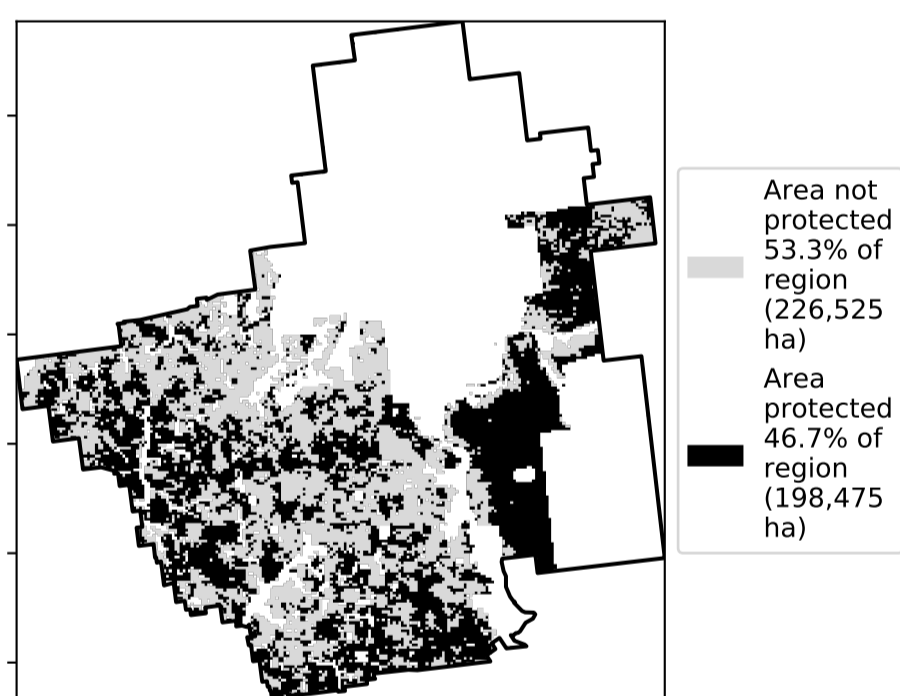 Area not
protected
53.3% of
region
(226,525
ha)
Area
protected
46.7% of
region
(198,475
ha)